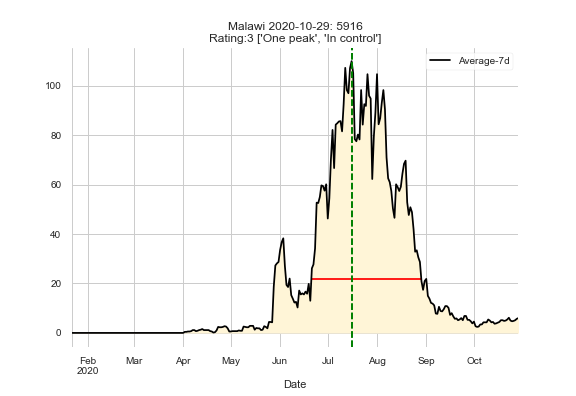 Malawi 2020-10-29: 5916
Rating:3 ['One peak', 'In control']
Average-7d
100
80
60
40
20
0
Feb
2020
Mar
Apr
May
Jun
Jul
Aug
Sep
Oct
Date